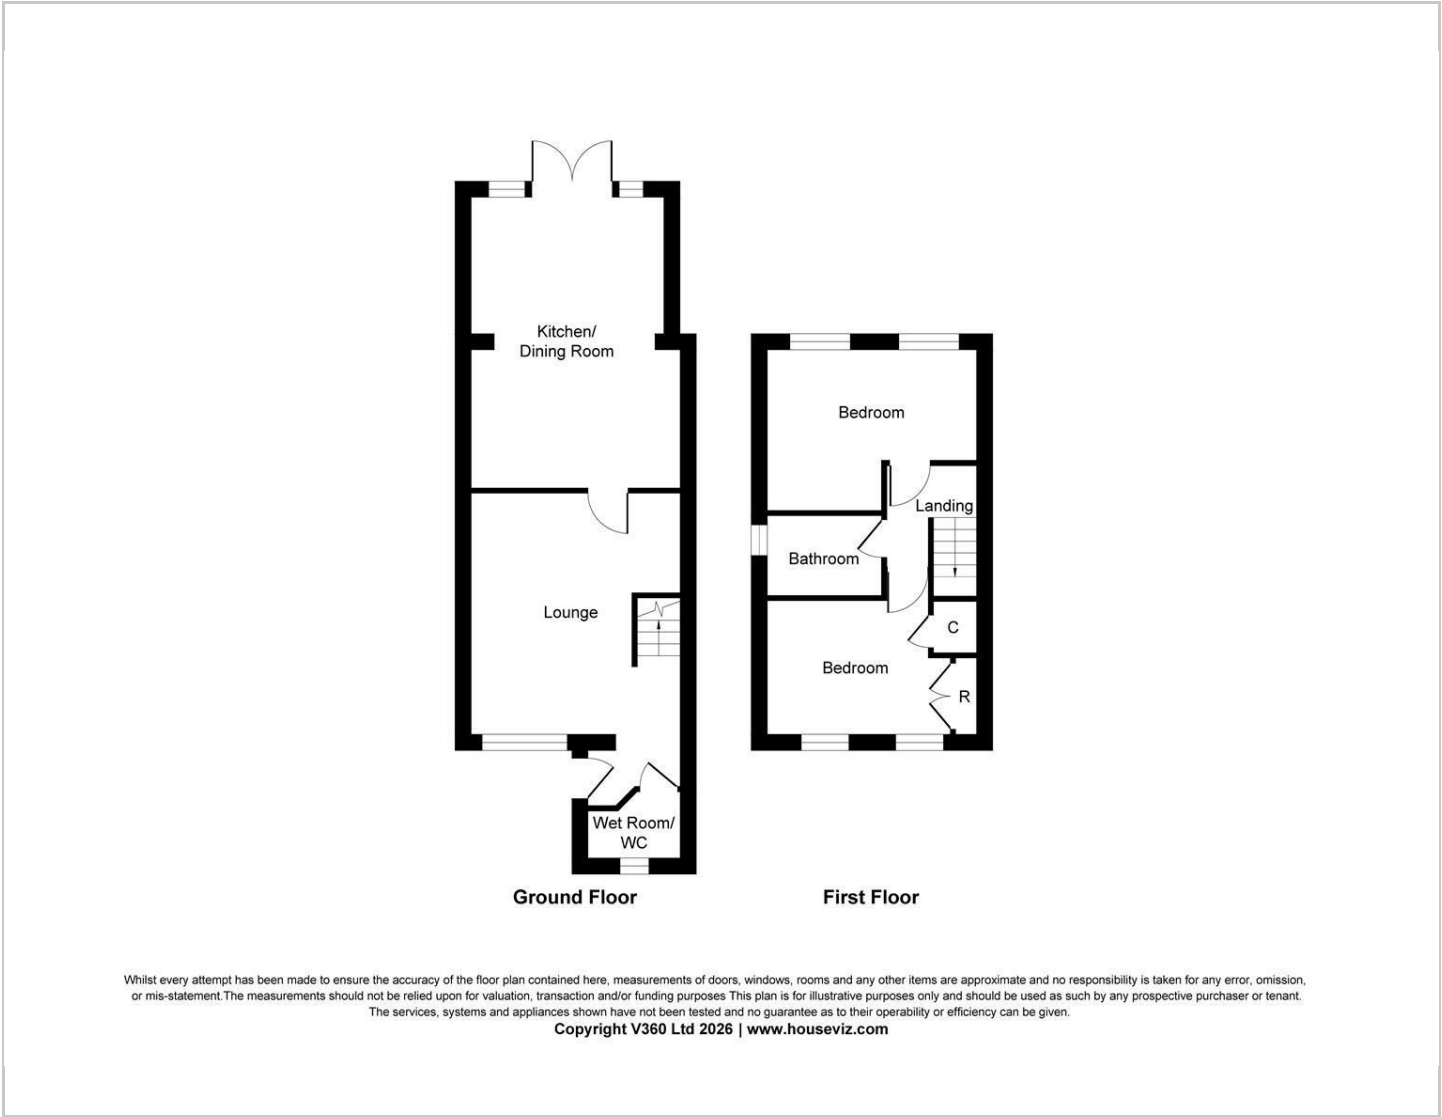 Kitchen/
Dining Room
Lounge
Wet Room/
WC
Ground Floor
Bedroom
Landing
Bathroom
C
Bedroom
R
First Floor
Whilst every attempt has been made to ensure the accuracy of the floor plan contained here, measurements of doors, windows, rooms and any other items are approximate and no responsibility is taken for any error, omission,
or mis-statement.The measurements should not be relied upon for valuation, transaction and/or funding purposes This plan is for illustrative purposes only and should be used as such by any prospective purchaser or tenant.
The services, systems and appliances shown have not been tested and no guarantee as to their operability or efficiency can be given.
Copyright V360 Ltd 2026 | www.houseviz.com